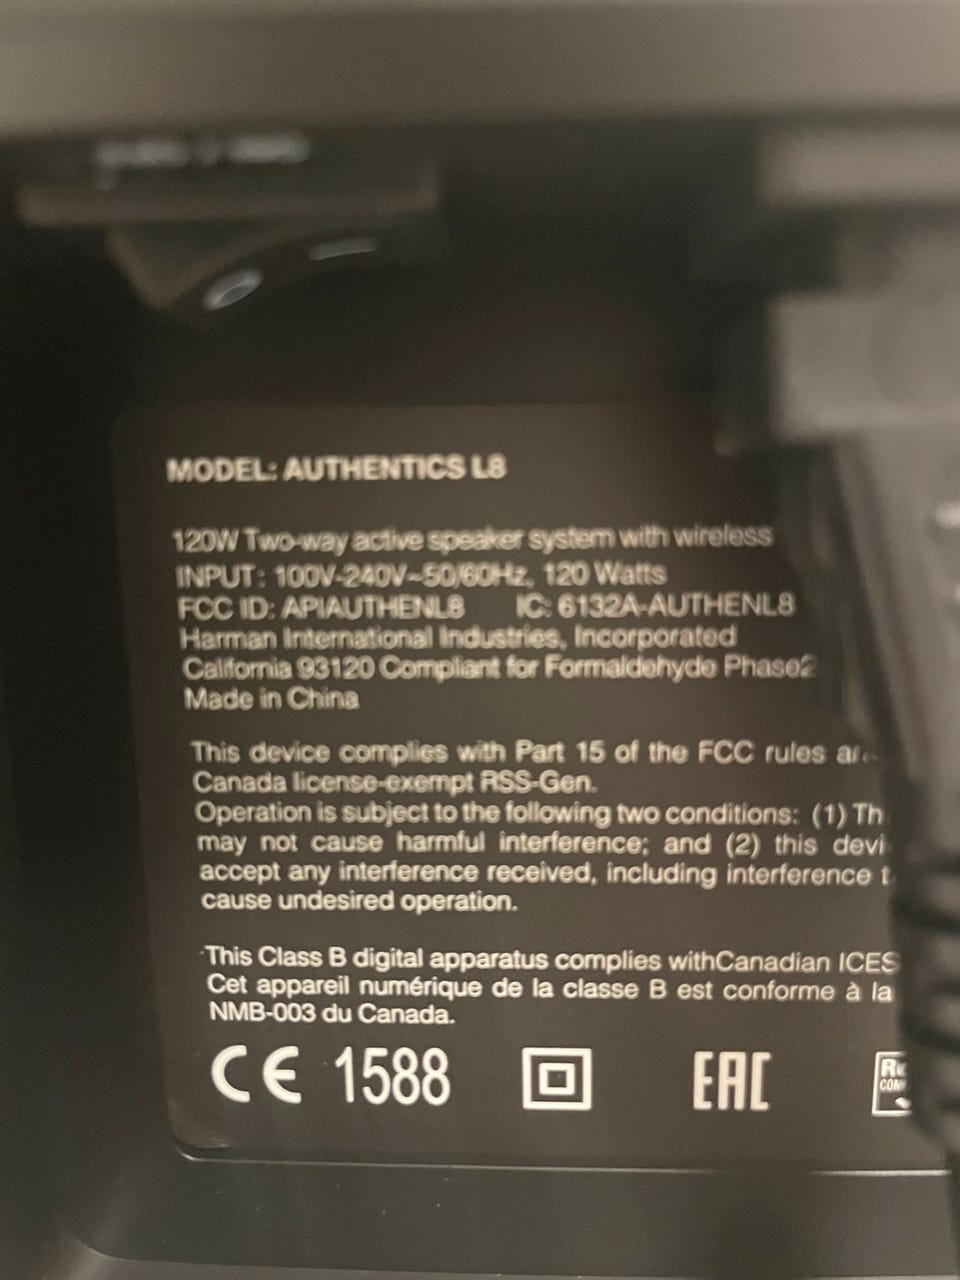 MODEL: AUTHENTICS L8
120W Two-way active speaker system with wireless
INPUT: 100V-240V~50/60Hz, 120 Watts
FCC ID: APIAUTHENL8 IC: 6132A-AUTHENL8
Harman International Industries, Incorporated
California 93120 Compliant for Formaldehyde Phase2
Made in China
This device complies with Part 15 of the FCC rules
Canada license-exempt RSS-Gen.
Operation is subject to the following two conditions: (1) Th
may not cause harmful interference; and (2) this devi
accept any interference received, including interference t
cause undesired operation.
This Class B digital apparatus complies withCanadian ICES
Cet appareil numérique de la classe B est conforme à la
NMB-003 du Canada.
CE 1588 EAC